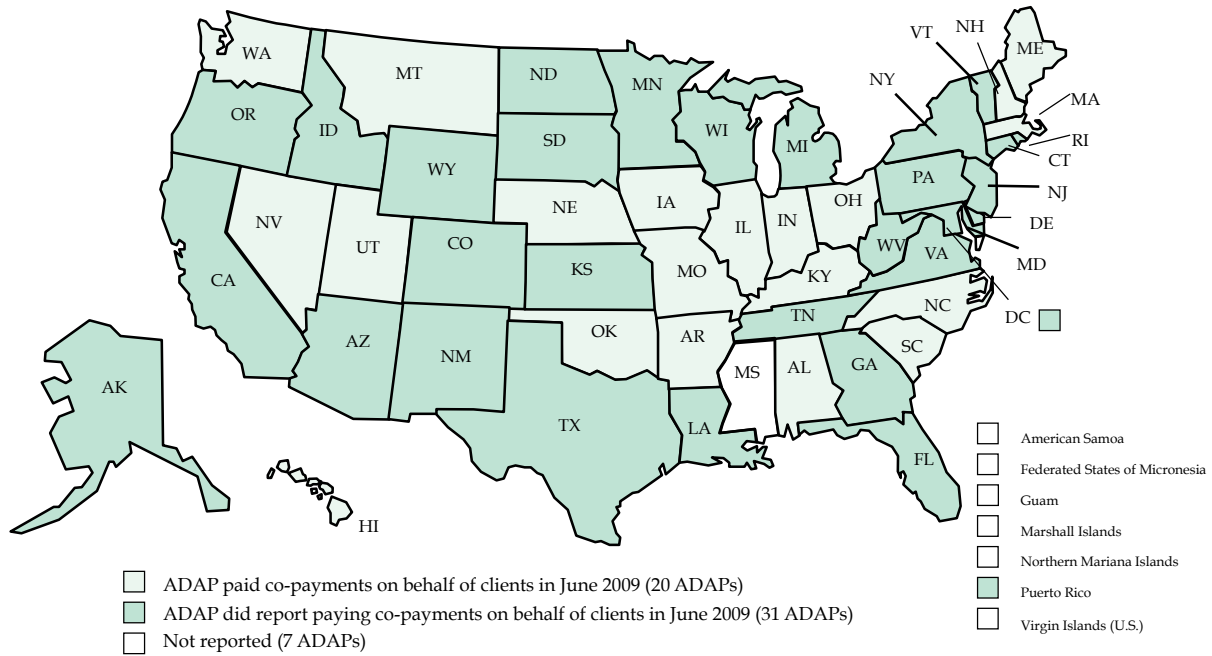 WA
MT
ND
MN
VT
NH
ME
NY
MA
OR
ID
SD
WI
MI
RI
CT
WY
PA
NJ
NE
IA
OH
DE
NV
UT
CO
IL
IN
WV
VA
MD
CA
KS
MO
KY
NC
DC
AZ
NM
OK
AR
TN
SC
AK
MS
AL
GA
TX
LA
FL
HI
American Samoa
Federated States of Micronesia
Guam
Marshall Islands
Northern Mariana Islands
Puerto Rico
Virgin Islands (U.S.)
ADAP paid co-payments on behalf of clients in June 2009 (20 ADAPs)
ADAP did report paying co-payments on behalf of clients in June 2009 (31 ADAPs)
Not reported (7 ADAPs)